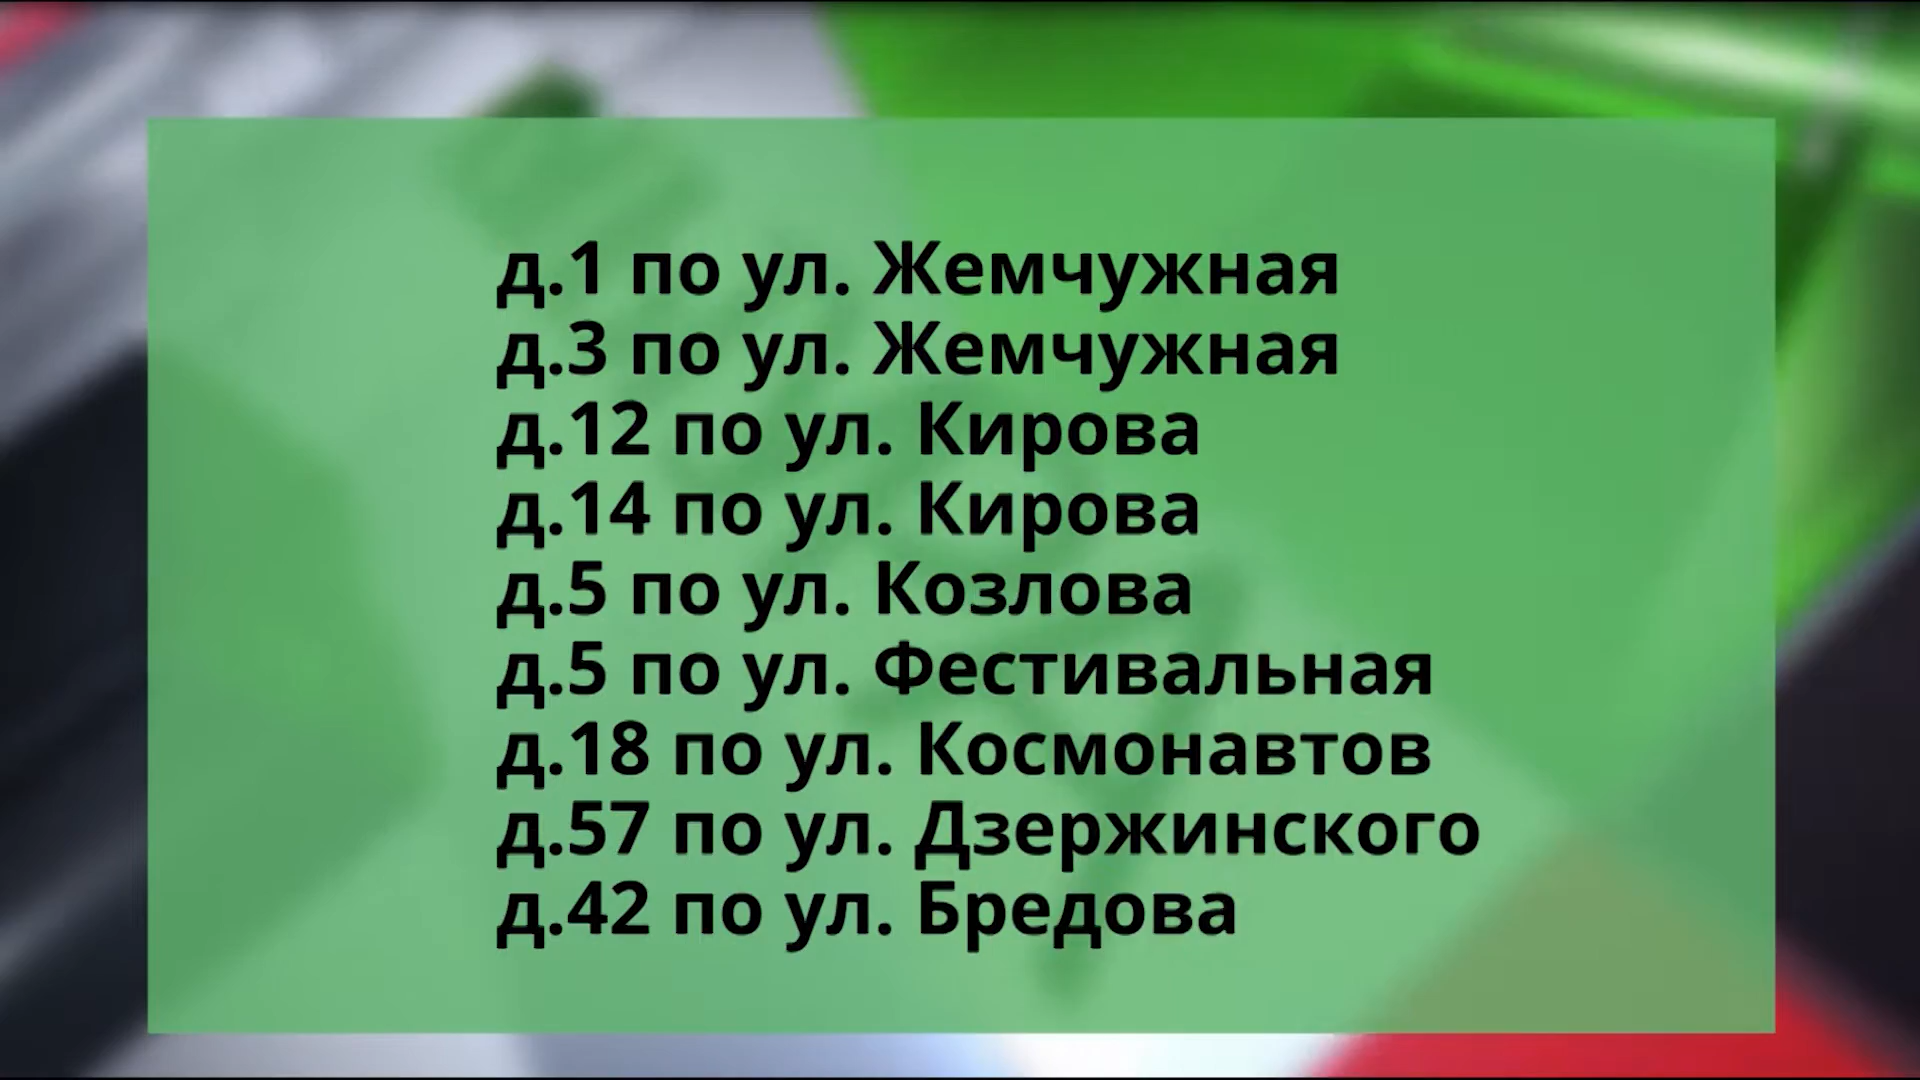 д.1 по ул. Жемчужная
д.3 по ул. Жемчужная
д.12 по ул. Кирова
д.14 по ул. Кирова
д.5 по ул. Козлова
д.5 по ул. Фестивальная
д.18 по ул. Космонавтов
д.57 по ул. Дзержинского
д.42 по ул. Бредова